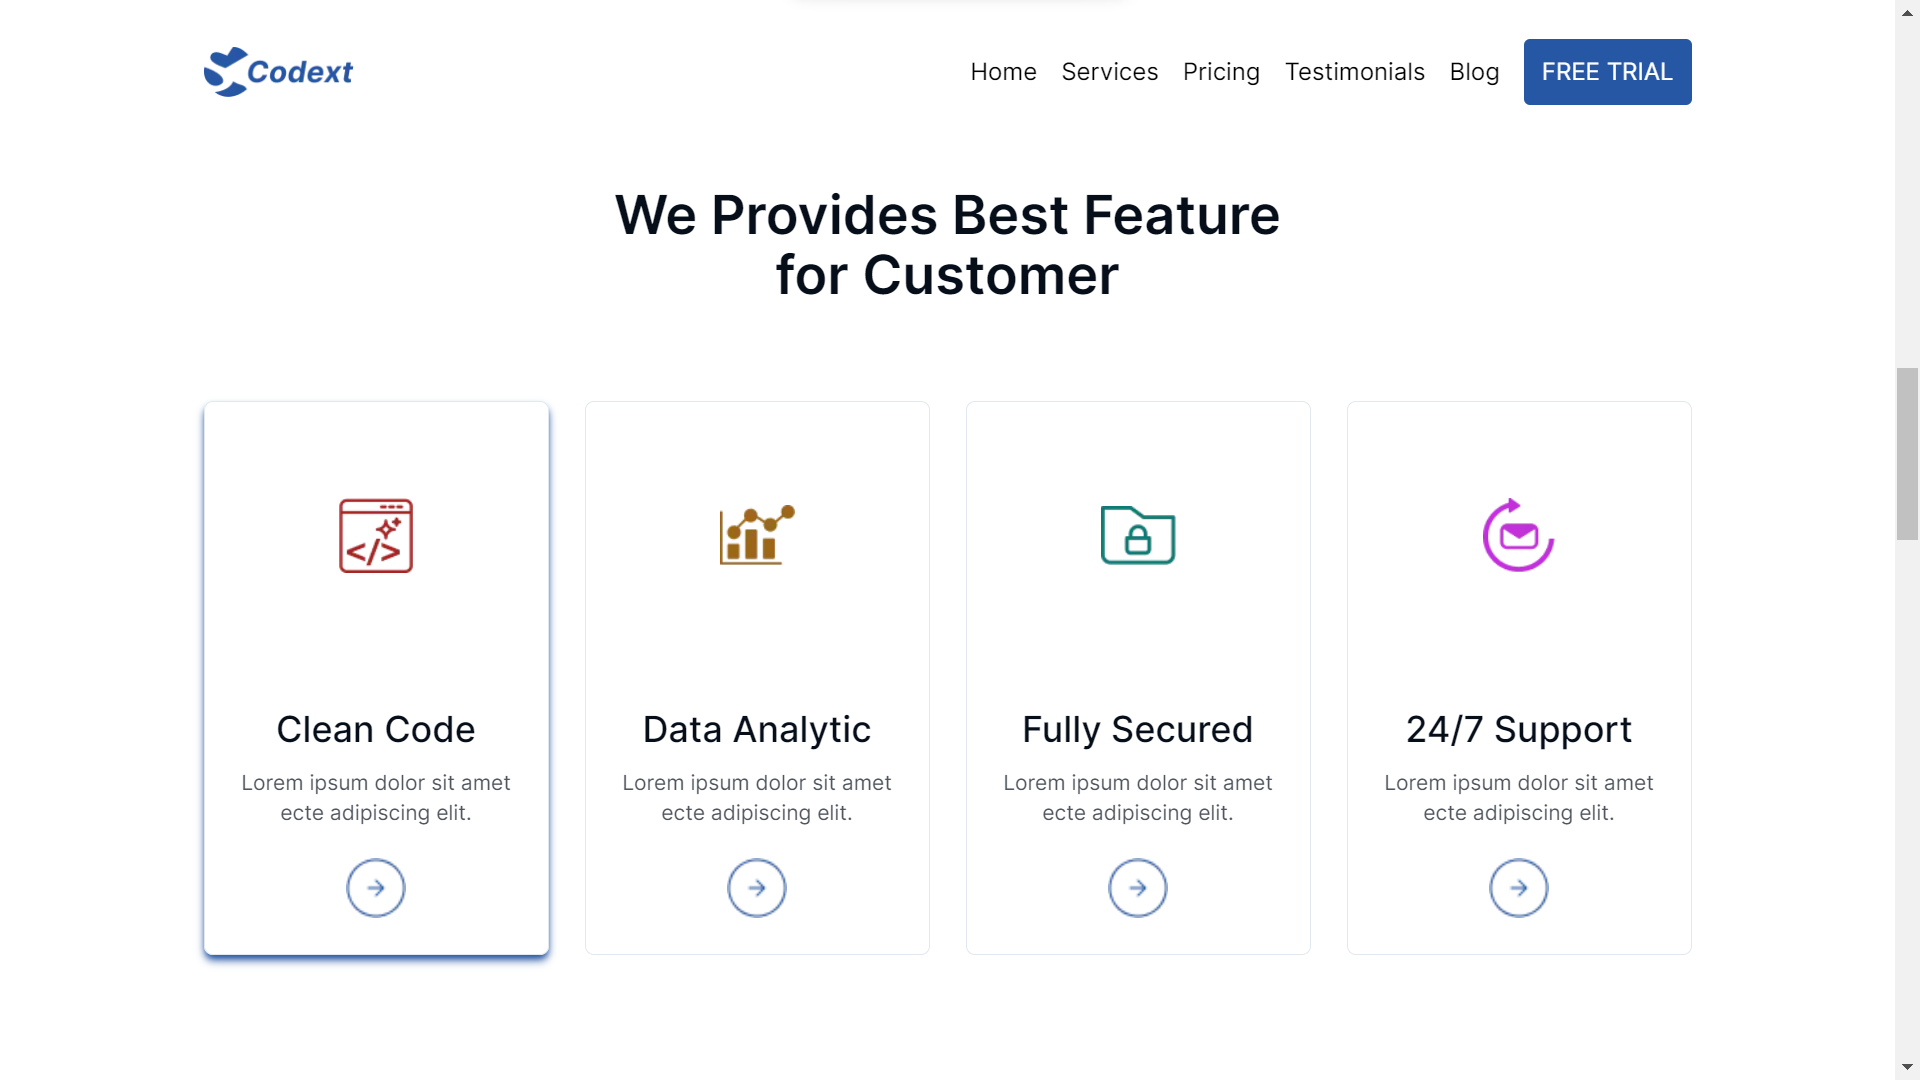 Codext
Home Services Pricing Testimonials Blog FREE TRIAL
We Provides Best Feature
for Customer
Clean Code
Lorem ipsum dolor sit amet
ecte adipiscing elit.
Data Analytic
Lorem ipsum dolor sit amet
ecte adipiscing elit.
Fully Secured
Lorem ipsum dolor sit amet
ecte adipiscing elit.
24/7 Support
Lorem ipsum dolor sit amet
ecte adipiscing elit.